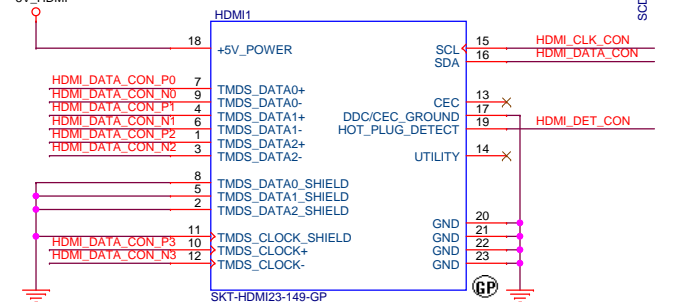 5V_HDMI
SCD
HDMI1
18 +5V_POWER
SCL 15 HDMI_CLK_CON
SDA 16 HDMI_DATA_CON
HDMI_DATA_CON_P0 7 TMDS_DATA0+
HDMI_DATA_CON_N0 9 TMDS_DATA0-
CEC 13
HDMI_DATA_CON_P1 4 TMDS_DATA1+
DDC/CEC_GROUND 17
HDMI_DATA_CON_N1 6 TMDS_DATA1-
HOT_PLUG_DETECT 19 HDMI_DET_CON
HDMI_DATA_CON_P2 1 TMDS_DATA2+
HDMI_DATA_CON_N2 3 TMDS_DATA2-
UTILITY 14
8 TMDS_DATA0_SHIELD
5 TMDS_DATA1_SHIELD
2 TMDS_DATA2_SHIELD
GND 20
11 TMDS_CLOCK_SHIELD
GND 21
HDMI_DATA_CON_P3 10 TMDS_CLOCK+
GND 22
HDMI_DATA_CON_N3 12 TMDS_CLOCK-
GND 23
GP
SKT-HDMI23-149-GP